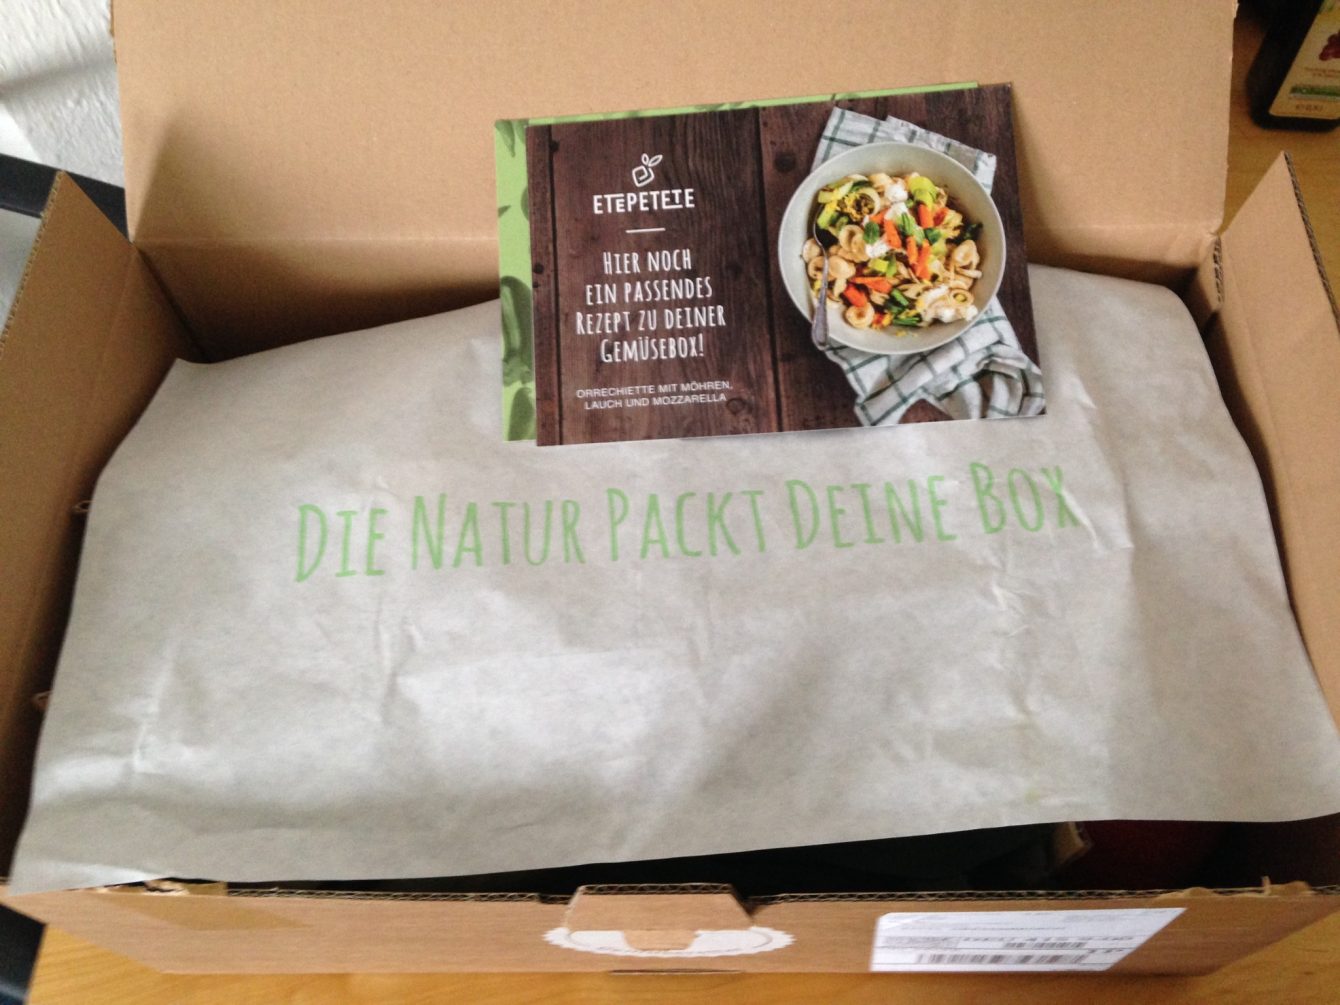 ETEPETETE
HIER NOCH
EIN PASSENDES
REZEPT ZU DEINER
GEMÜSEBOX!
ORRECHIETTE MIT MÖHREN,
LAUCH UND MOZZARELLA
DIE NATUR PACKT DEINE BOX